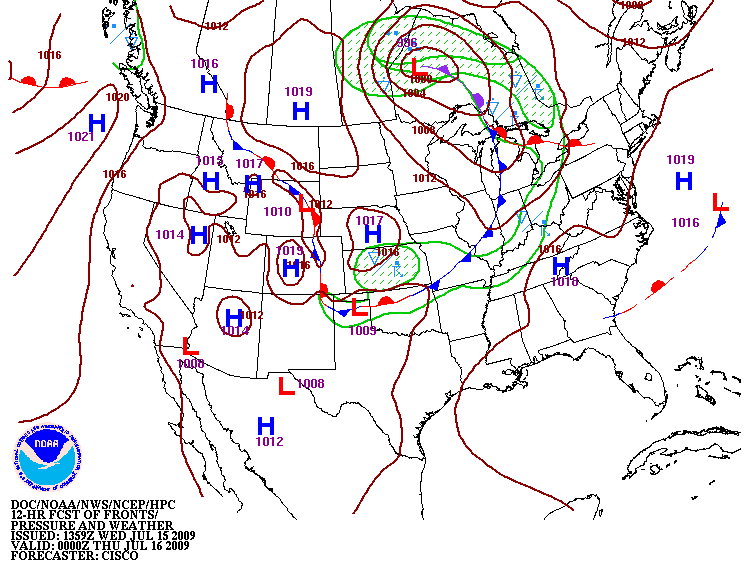 1008
1012
1012
996
1016
1016
1000
1019
1004
1020
1021
1008
1019
1017
1016
1016
1016
1012
1012
1010
1017
1016
1014
1012
1019
1016
1016
1016
1018
1012
1014
1009
1008
1008
1012
H
H
H
H
H
H
H
H
H
H
H
H
L
L
L
L
L
L
NOAA
DOC/NOAA/NWS/NCEP/HPC
12-HR FCST OF FRONTS/
PRESSURE AND WEATHER
ISSUED: 1359Z WED JUL 15 2009
VALID: 0000Z THU JUL 16 2009
FORECASTER: CISCO